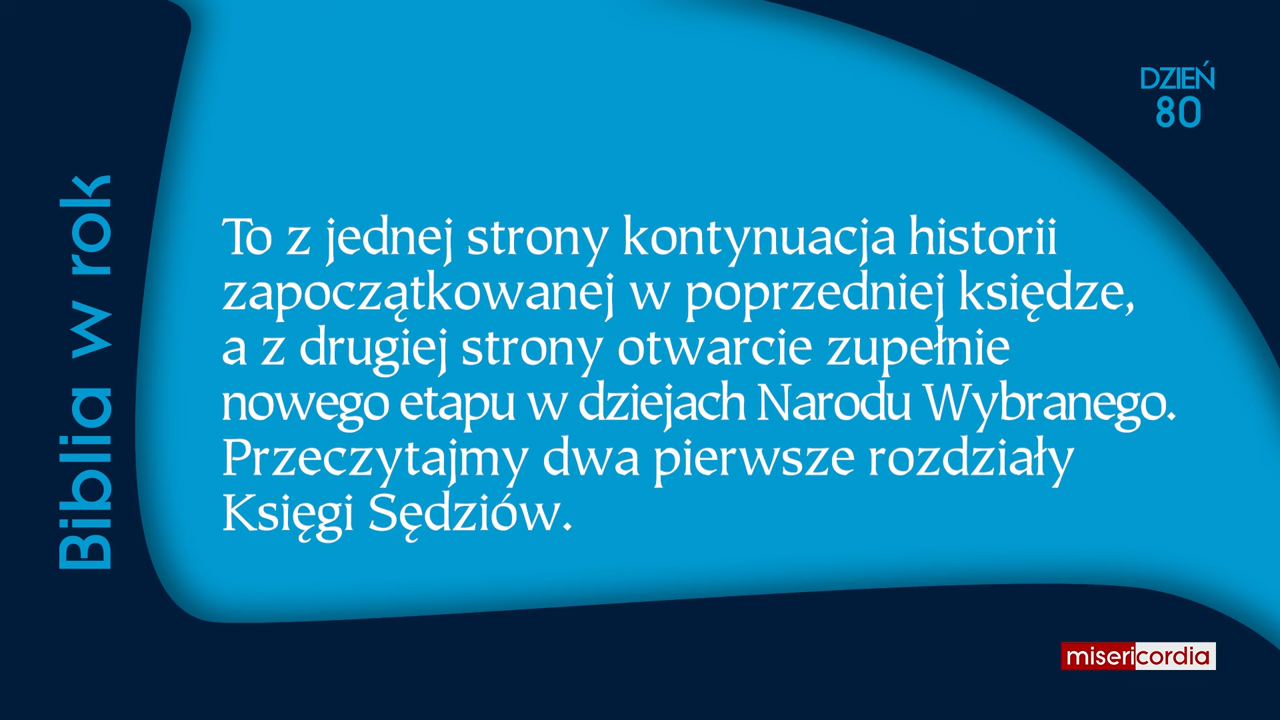 DZIEŃ
80
Biblia w rok
To z jednej strony kontynuacja historii
zapoczątkowanej w poprzedniej księdze,
a z drugiej strony otwarcie zupełnie
nowego etapu w dziejach Narodu Wybranego.
Przeczytajmy dwa pierwsze rozdziały
Księgi Sędziów.
misericordia